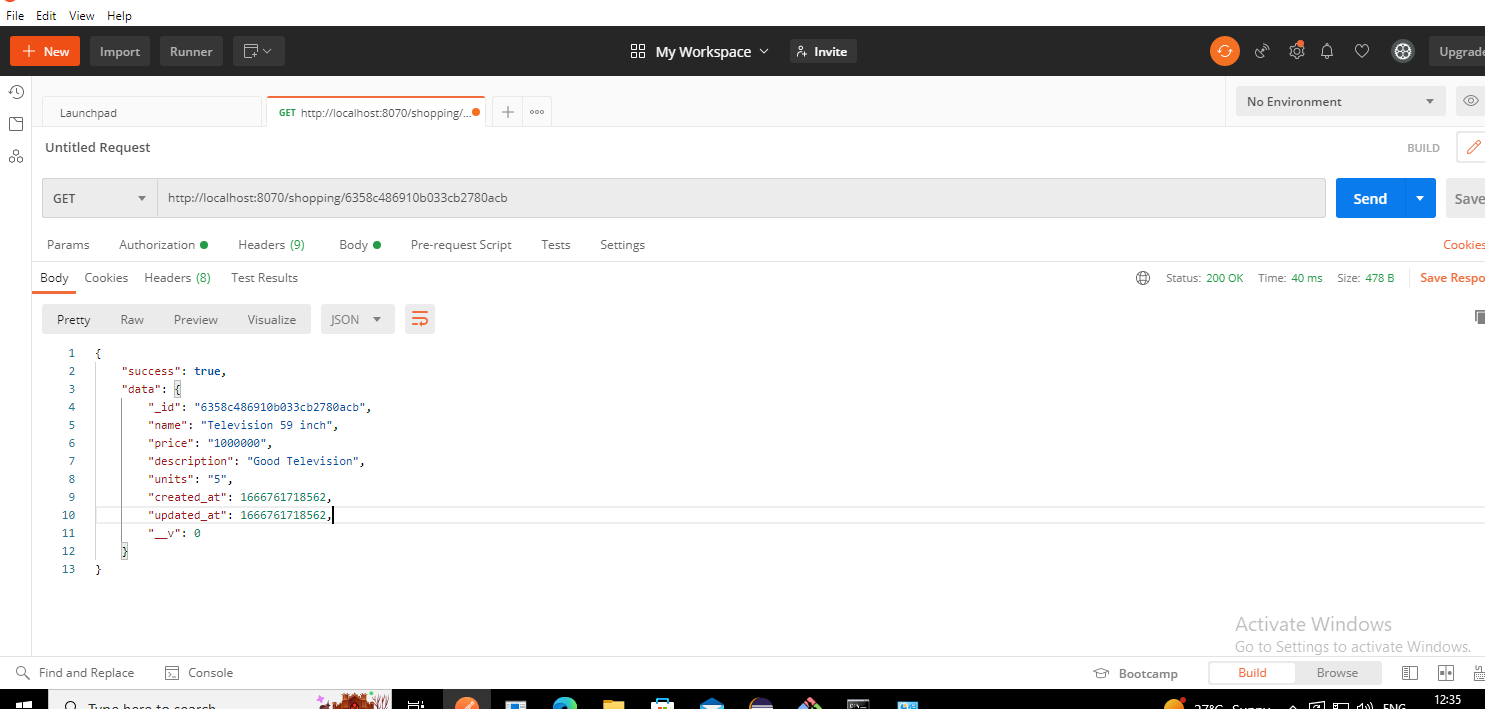 File Edit View Help
New Import Runner My Workspace Invite Upgrade
Launchpad GET http://localhost:8070/shopping/... No Environment
Untitled Request BUILD
GET http://localhost:8070/shopping/6358c486910b033cb2780acb Send Save
Params Authorization Headers (9) Body Pre-request Script Tests Settings Cookies
Body Cookies Headers (8) Test Results Status: 200 OK Time: 40 ms Size: 478 B Save Respo
Pretty Raw Preview Visualize JSON
1 {
2 "success": true,
3 "data": {
4 "_id": "6358c486910b033cb2780acb",
5 "name": "Television 59 inch",
6 "price": "1000000",
7 "description": "Good Television",
8 "units": "5",
9 "created_at": 1666761718562,
10 "updated_at": 1666761718562,
11 "__v": 0
12 }
13 }
Activate Windows
Go to Settings to activate Windows.
Find and Replace Console Bootcamp Build Browse
Type here to search 27°C Sunny ENG 12:35